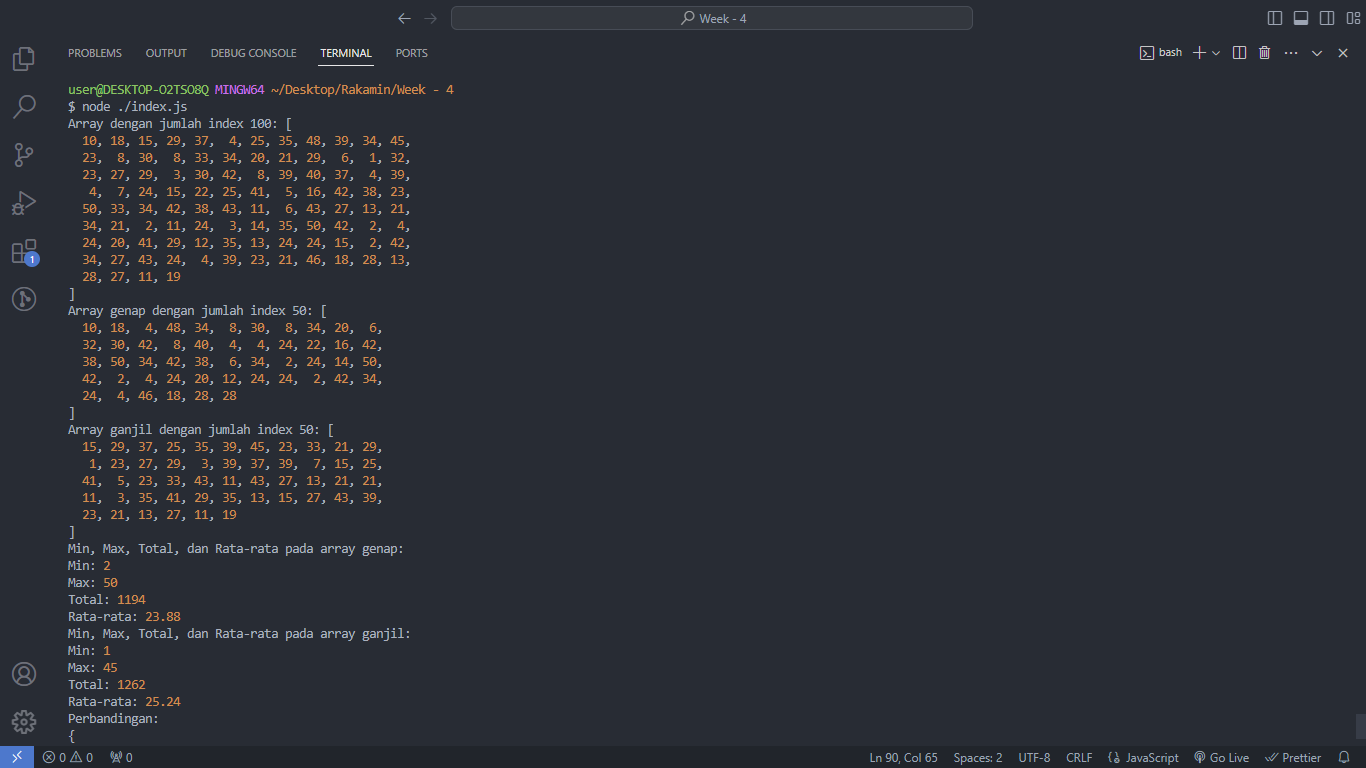 Week - 4
PROBLEMS OUTPUT DEBUG CONSOLE TERMINAL PORTS bash
user@DESKTOP-O2TSO8Q MINGW64 ~/Desktop/Rakamin/Week - 4
$ node ./index.js
Array dengan jumlah index 100: [
  10, 18, 15, 29, 37,  4, 25, 35, 48, 39, 34, 45,
  23,  8, 30,  8, 33, 34, 20, 21, 29,  6,  1, 32,
  23, 27, 29,  3, 30, 42,  8, 39, 40, 37,  4, 39,
   4,  7, 24, 15, 22, 25, 41,  5, 16, 42, 38, 23,
  50, 33, 34, 42, 38, 43, 11,  6, 43, 27, 13, 21,
  34, 21,  2, 11, 24,  3, 14, 35, 50, 42,  2,  4,
  24, 20, 41, 29, 12, 35, 13, 24, 24, 15,  2, 42,
  34, 27, 43, 24,  4, 39, 23, 21, 46, 18, 28, 13,
  28, 27, 11, 19
]
Array genap dengan jumlah index 50: [
  10, 18,  4, 48, 34,  8, 30,  8, 34, 20,  6,
  32, 30, 42,  8, 40,  4,  4, 24, 22, 16, 42,
  38, 50, 34, 42, 38,  6, 34,  2, 24, 14, 50,
  42,  2,  4, 24, 20, 12, 24, 24,  2, 42, 34,
  24,  4, 46, 18, 28, 28
]
Array ganjil dengan jumlah index 50: [
  15, 29, 37, 25, 35, 39, 45, 23, 33, 21, 29,
   1, 23, 27, 29,  3, 39, 37, 39,  7, 15, 25,
  41,  5, 23, 33, 43, 11, 43, 27, 13, 21, 21,
  11,  3, 35, 41, 29, 35, 13, 15, 27, 43, 39,
  23, 21, 13, 27, 11, 19
]
Min, Max, Total, dan Rata-rata pada array genap:
Min: 2
Max: 50
Total: 1194
Rata-rata: 23.88
Min, Max, Total, dan Rata-rata pada array ganjil:
Min: 1
Max: 45
Total: 1262
Rata-rata: 25.24
Perbandingan:
{
1
0 0 0 Ln 90, Col 65 Spaces: 2 UTF-8 CRLF {} JavaScript Go Live Prettier